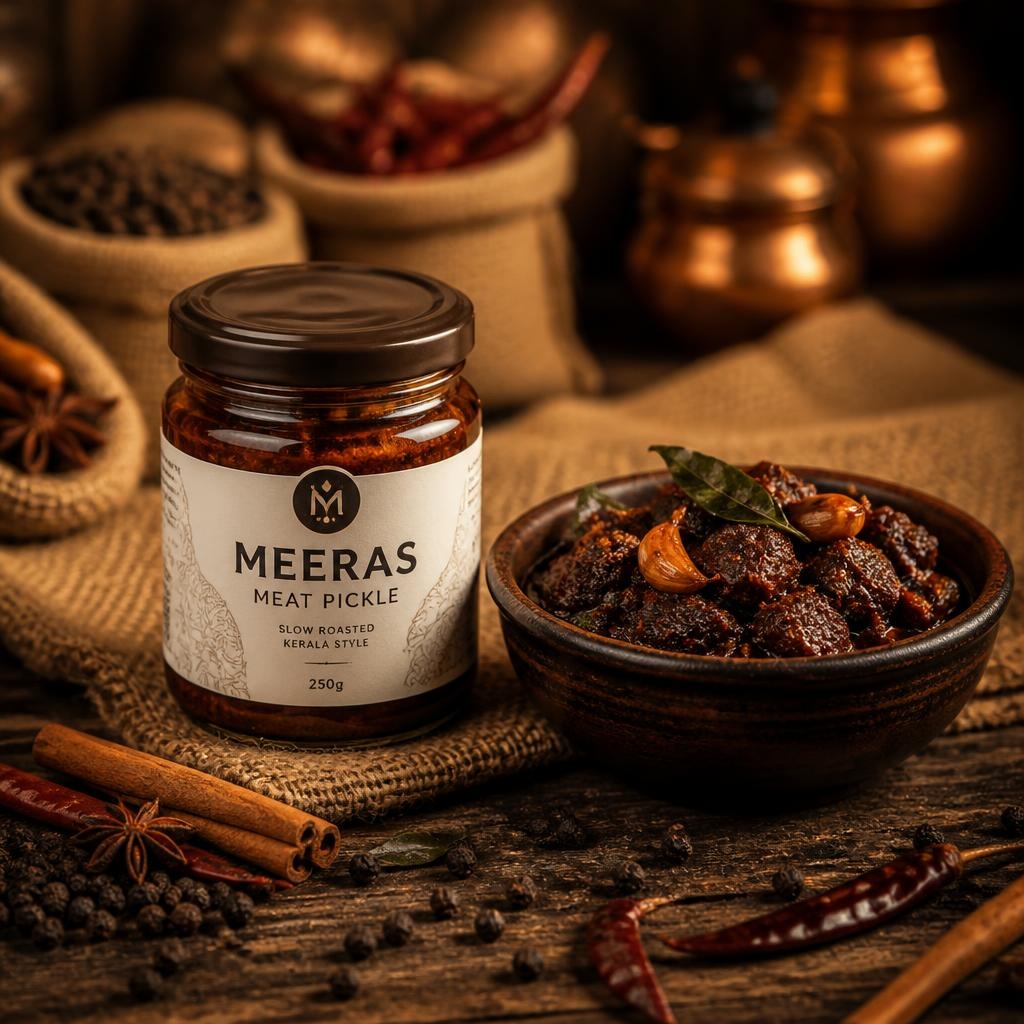 M
MEERAS
MEAT PICKLE
SLOW ROASTED
KERALA STYLE
250g